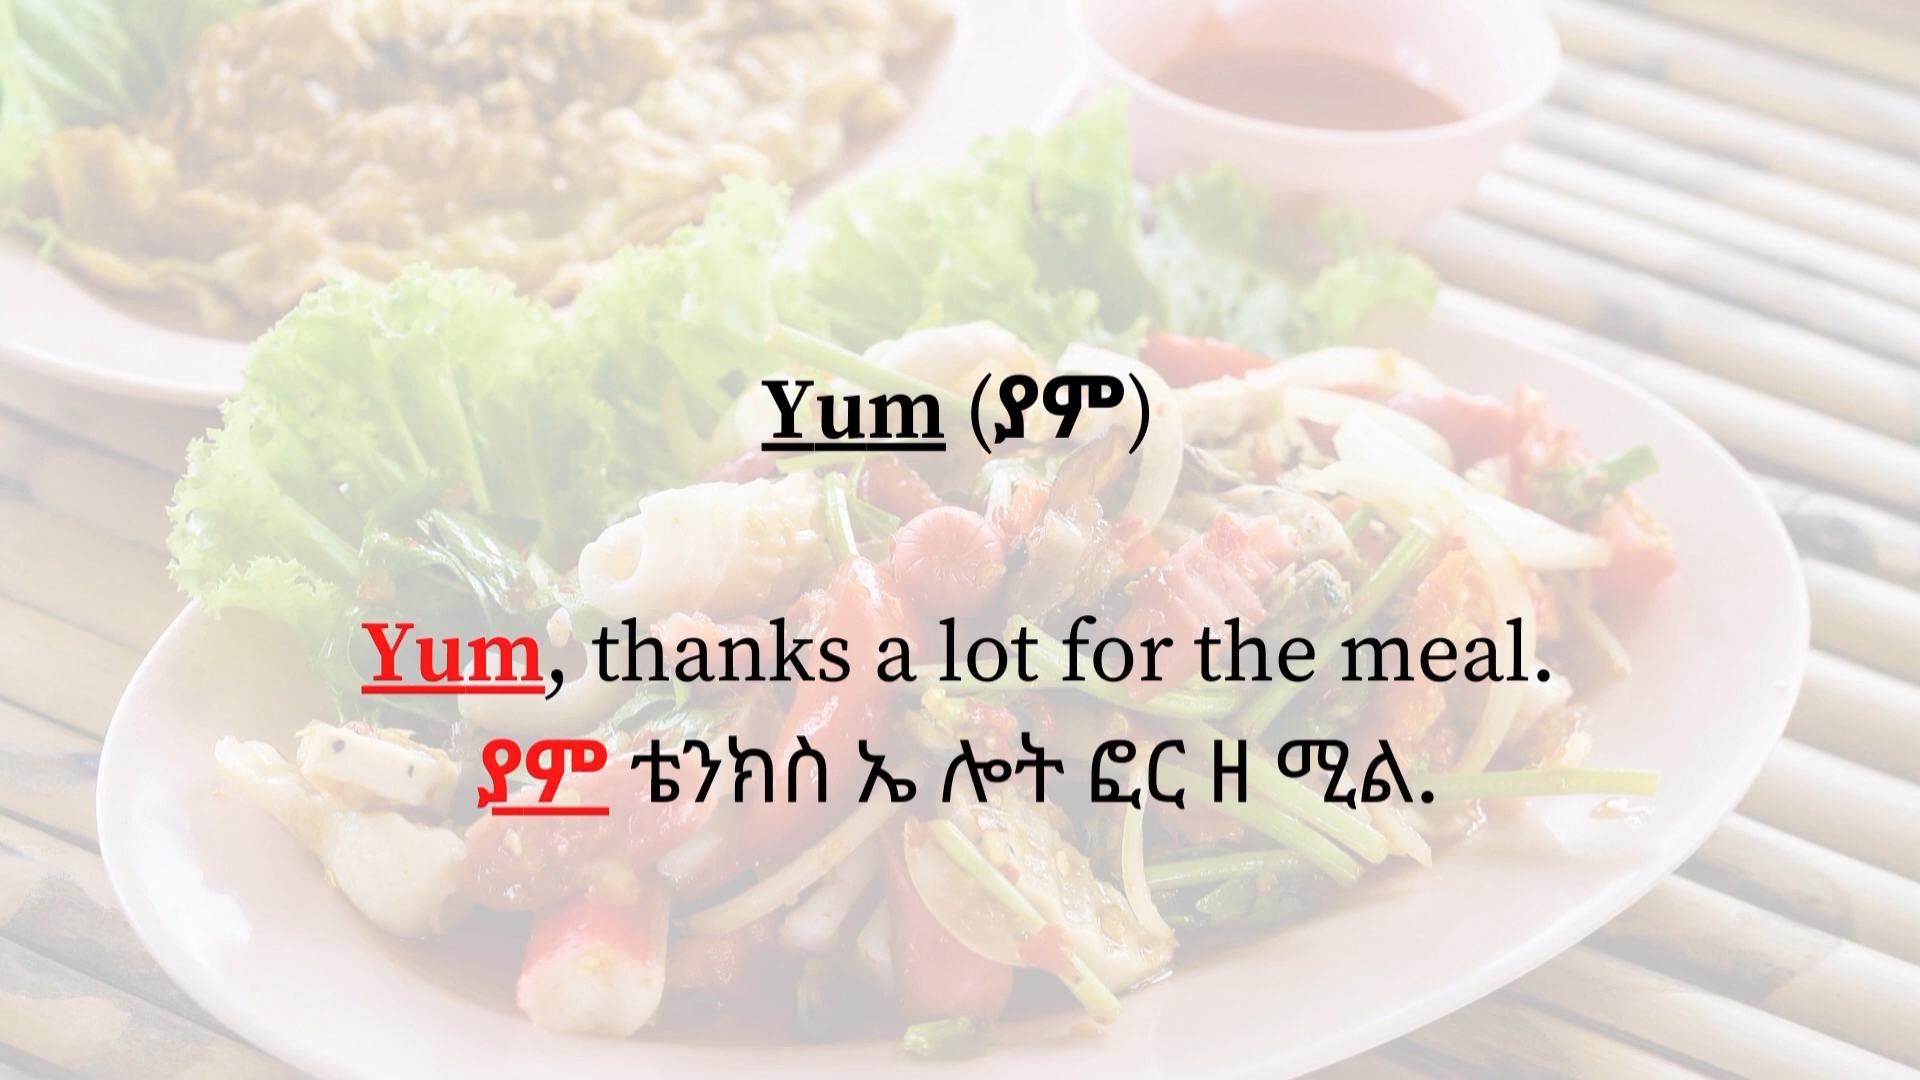 Yum (ያም)
Yum, thanks a lot for the meal.
ያም ቴንክስ ኤ ሎት ፎር ዘ ሚል.